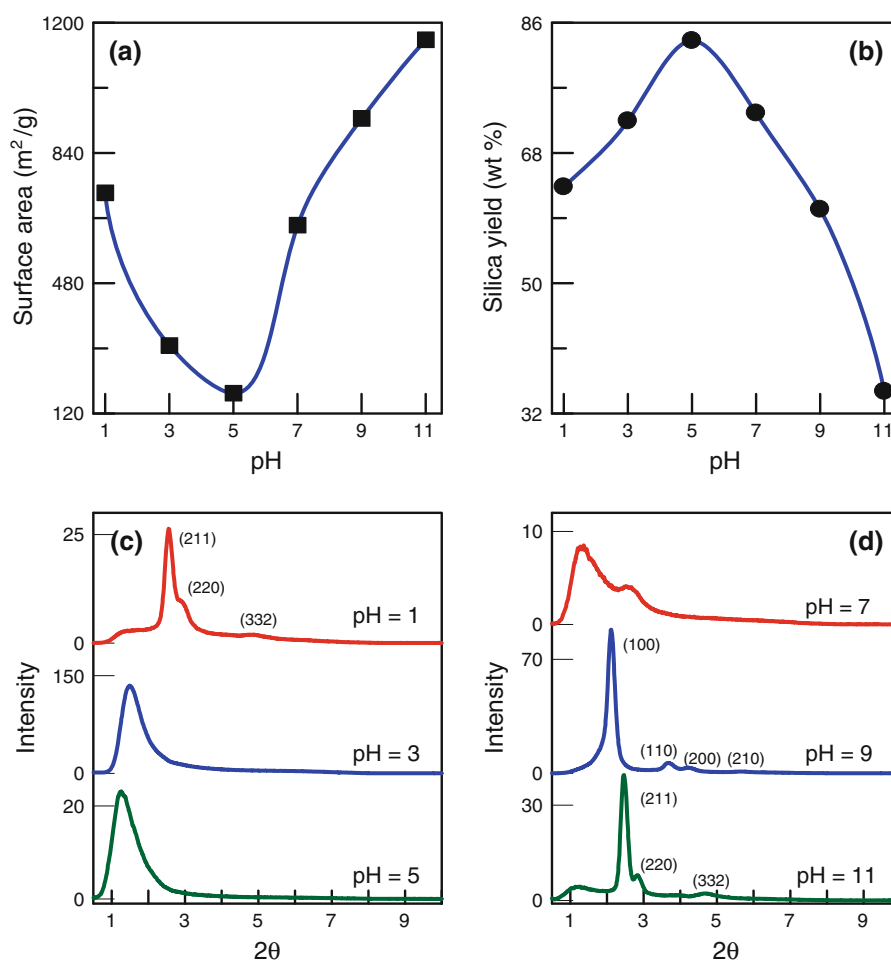 (a)
Surface area (m²/g)
1200
840
480
120
1 3 5 7 9 11
pH
(b)
Silica yield (wt %)
86
68
50
32
1 3 5 7 9 11
pH
(c)
Intensity
25
(211)
(220)
(332)
pH = 1
0
150
pH = 3
0
20
pH = 5
0
1 3 5 7 9
2θ
(d)
Intensity
10
pH = 7
0
(100)
70
(110) (200) (210)
pH = 9
0
(211)
30
(220)
(332)
pH = 11
0
1 3 5 7 9
2θ